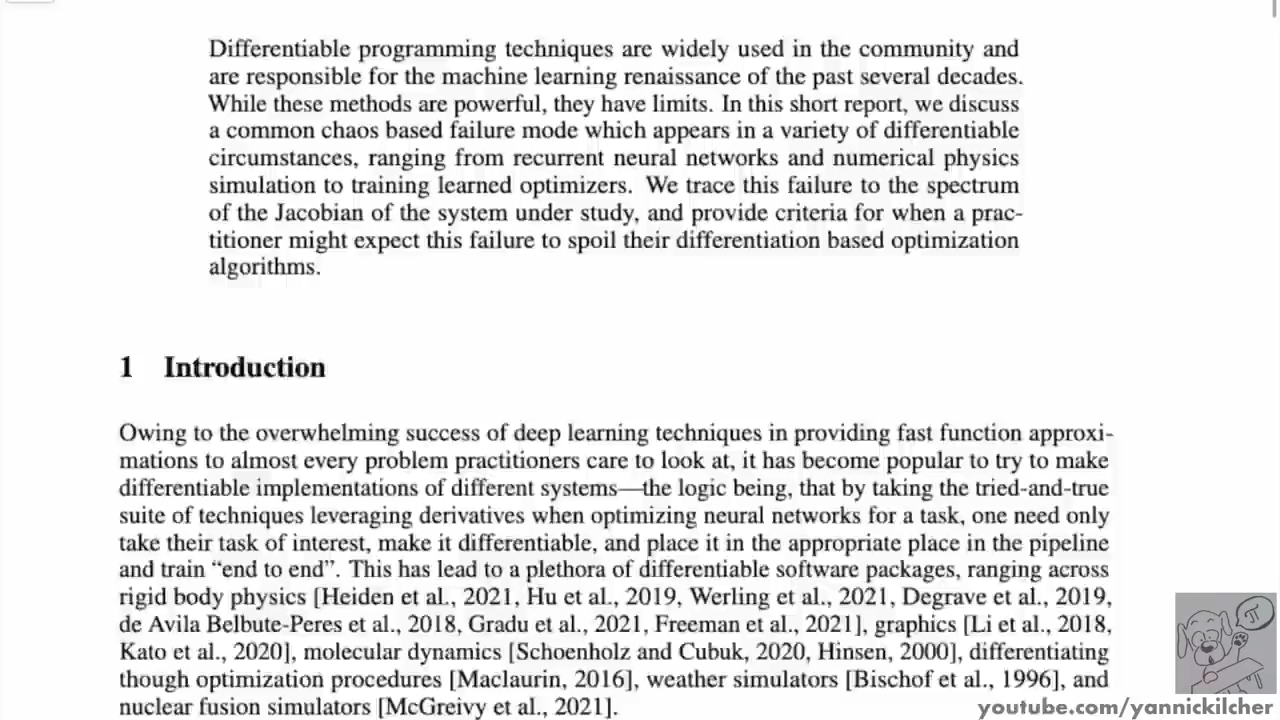 Differentiable programming techniques are widely used in the community and
are responsible for the machine learning renaissance of the past several decades.
While these methods are powerful, they have limits. In this short report, we discuss
a common chaos based failure mode which appears in a variety of differentiable
circumstances, ranging from recurrent neural networks and numerical physics
simulation to training learned optimizers. We trace this failure to the spectrum
of the Jacobian of the system under study, and provide criteria for when a prac-
titioner might expect this failure to spoil their differentiation based optimization
algorithms.
1 Introduction
Owing to the overwhelming success of deep learning techniques in providing fast function approxi-
mations to almost every problem practitioners care to look at, it has become popular to try to make
differentiable implementations of different systems—the logic being, that by taking the tried-and-true
suite of techniques leveraging derivatives when optimizing neural networks for a task, one need only
take their task of interest, make it differentiable, and place it in the appropriate place in the pipeline
and train “end to end”. This has lead to a plethora of differentiable software packages, ranging across
rigid body physics [Heiden et al., 2021, Hu et al., 2019, Werling et al., 2021, Degrave et al., 2019,
de Avila Belbute-Peres et al., 2018, Gradu et al., 2021, Freeman et al., 2021], graphics [Li et al., 2018,
Kato et al., 2020], molecular dynamics [Schoenholz and Cubuk, 2020, Hinsen, 2000], differentiating
though optimization procedures [Maclaurin, 2016], weather simulators [Bischof et al., 1996], and
nuclear fusion simulators [McGreivy et al., 2021].
π
youtube.com/yannickilcher